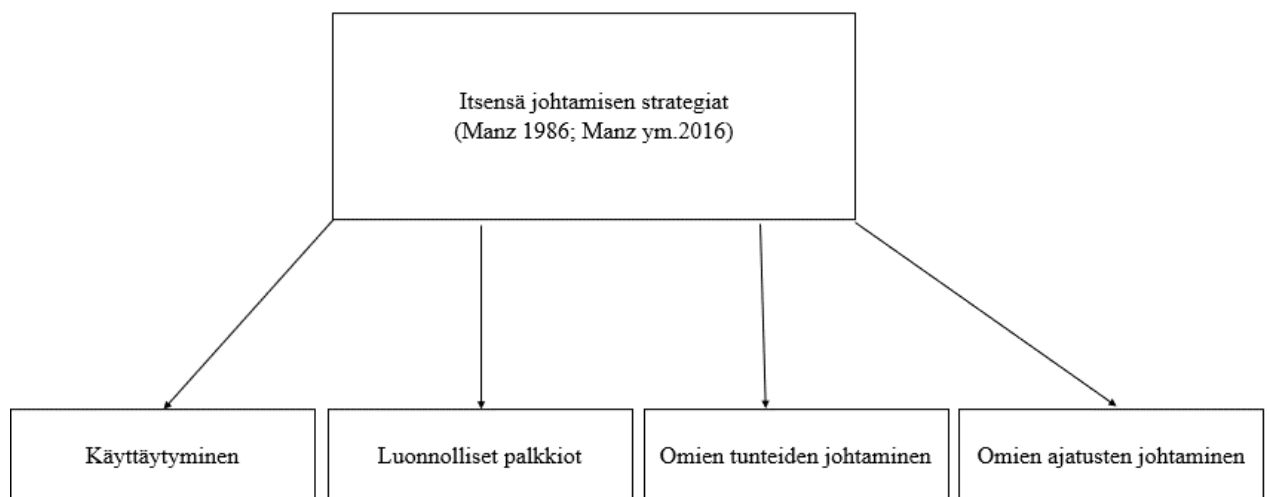 Itsensä johtamisen strategiat
(Manz 1986; Manz ym.2016)
Käyttäytyminen
Luonnolliset palkkiot
Omien tunteiden johtaminen
Omien ajatusten johtaminen